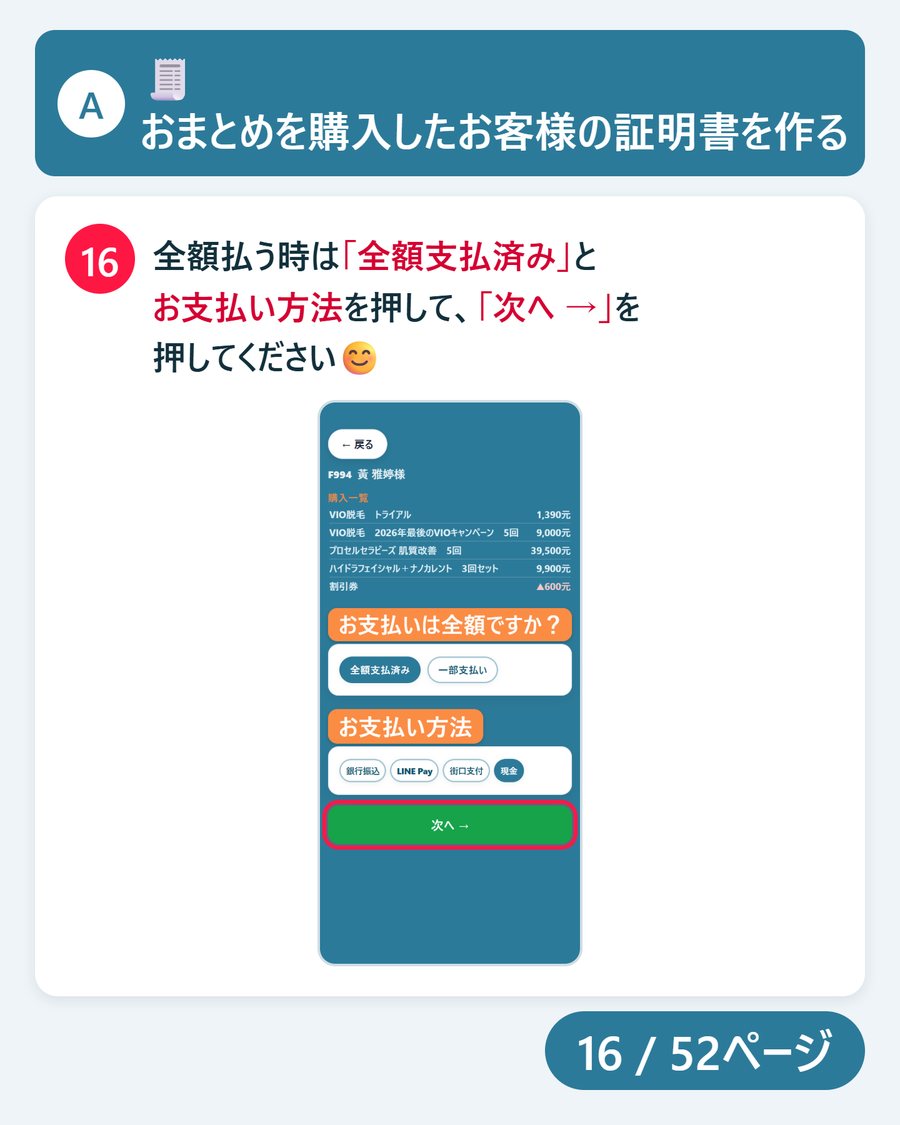 A
おまとめを購入したお客様の証明書を作る
16
全額払う時は「全額支払済み」と
お支払い方法を押して、「次へ →」を
押してください
← 戻る
F994 黃 雅婷様
購入一覧
VIO脱毛 トライアル 1,390元
VIO脱毛 2026年最後のVIOキャンペーン 5回 9,000元
プロセルセラピーズ 肌質改善 5回 39,500元
ハイドラフェイシャル＋ナノカレント 3回セット 9,900元
割引券 ▲600元
お支払いは全額ですか？
全額支払済み 一部支払い
お支払い方法
銀行振込 LINE Pay 街口支付 現金
次へ →
16 / 52ページ